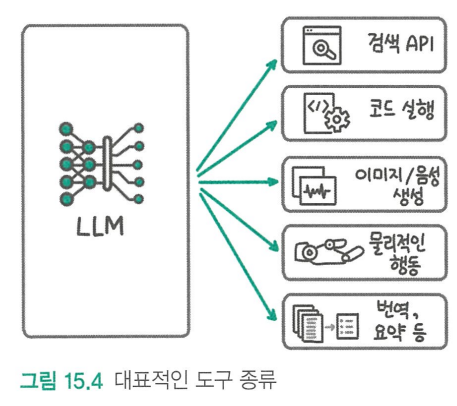 LLM
검색 API
</>
코드 실행
이미지/음성
생성
물리적인
행동
번역,
요약 등
그림 15.4 대표적인 도구 종류